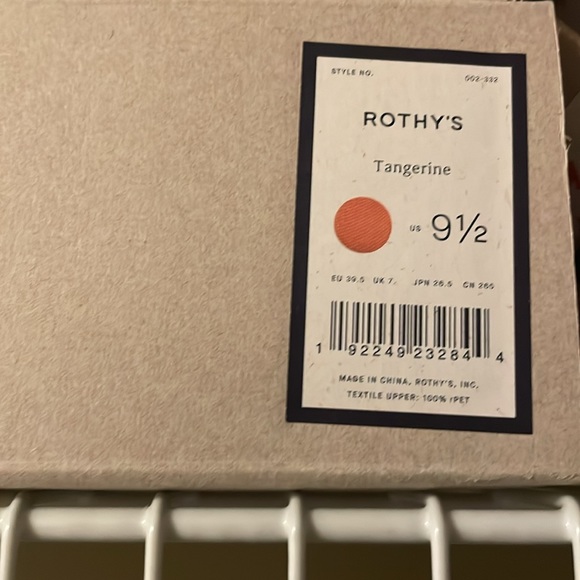 STYLE NO. 002-332
ROTHY'S
Tangerine
US 9½
EU 39.5 UK 7. JPN 26.5 CN 265
1 92249 23284 4
MADE IN CHINA, ROTHY'S, INC.
TEXTILE UPPER: 100% rPET